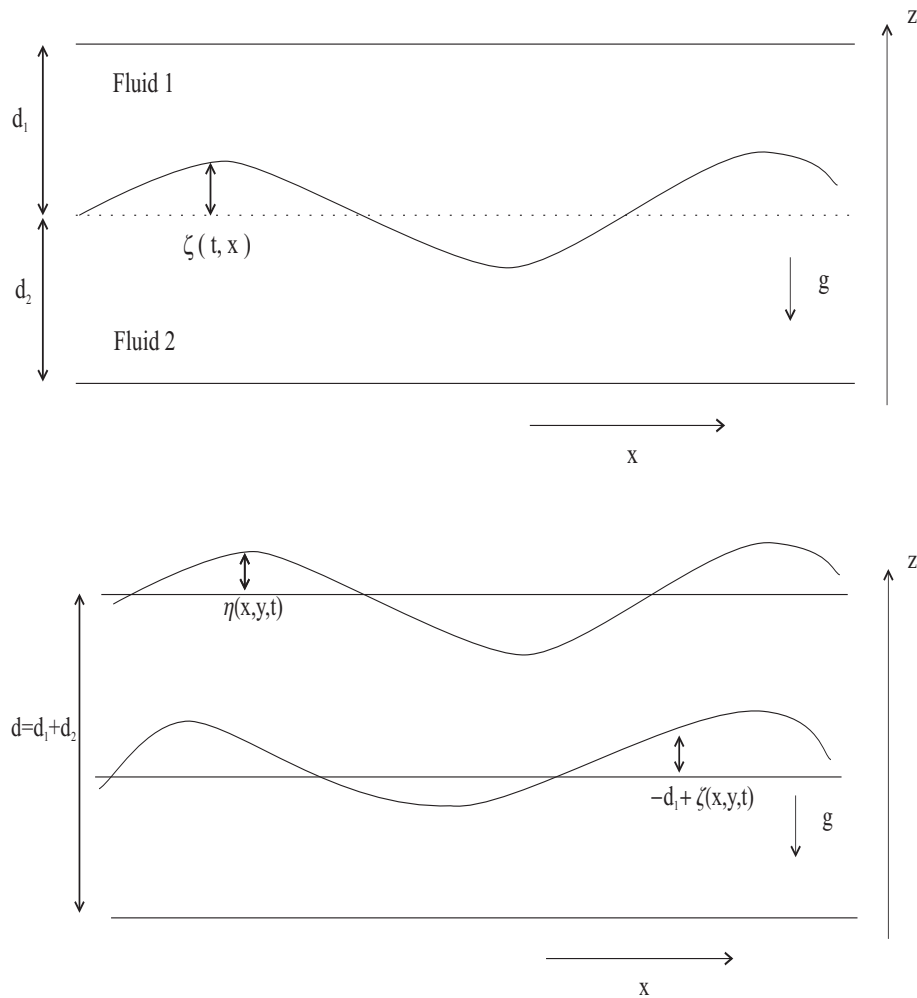 z
Fluid 1
d₁
ζ ( t, x )
d₂
g
Fluid 2
x
z
η(x,y,t)
d=d₁+d₂
−d₁+ ζ(x,y,t)
g
x